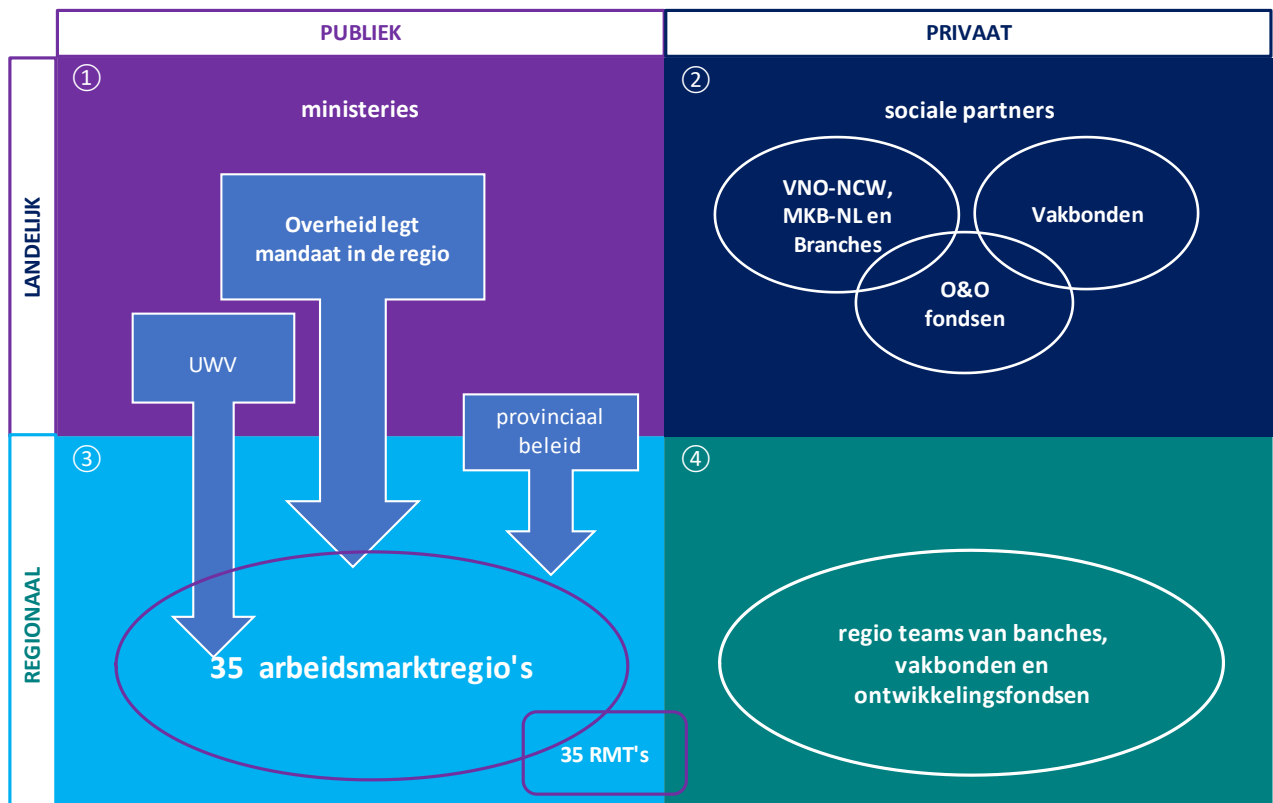 PUBLIEK
PRIVAAT
LANDELIJK
①
ministeries
Overheid legt
mandaat in de regio
UWV
provinciaal
beleid
②
sociale partners
VNO-NCW,
MKB-NL en
Branches
Vakbonden
O&O
fondsen
REGIONAAL
③
35 arbeidsmarktregio's
35 RMT's
④
regio teams van banches,
vakbonden en
ontwikkelingsfondsen